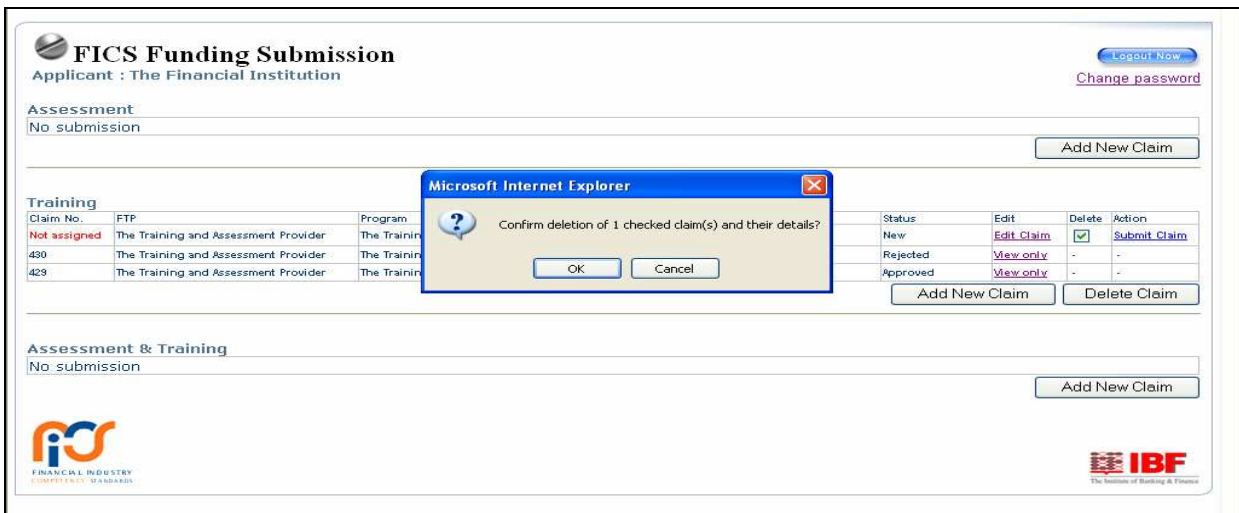 FICS Funding Submission
Logout Now
Applicant : The Financial Institution
Change password
Assessment
No submission
Add New Claim
Microsoft Internet Explorer
Training
Confirm deletion of 1 checked claim(s) and their details?
Claim No. FTP Program Status Edit Delete Action
Not assigned The Training and Assessment Provider The Trainin New Edit Claim Submit Claim
430 The Training and Assessment Provider The Trainin Rejected View only - -
429 The Training and Assessment Provider The Trainin Approved View only - -
OK Cancel
Add New Claim Delete Claim
Assessment & Training
No submission
Add New Claim
fics
FINANCIAL INDUSTRY
COMPETENCY STANDARDS
IBF
The Institute of Banking & Finance